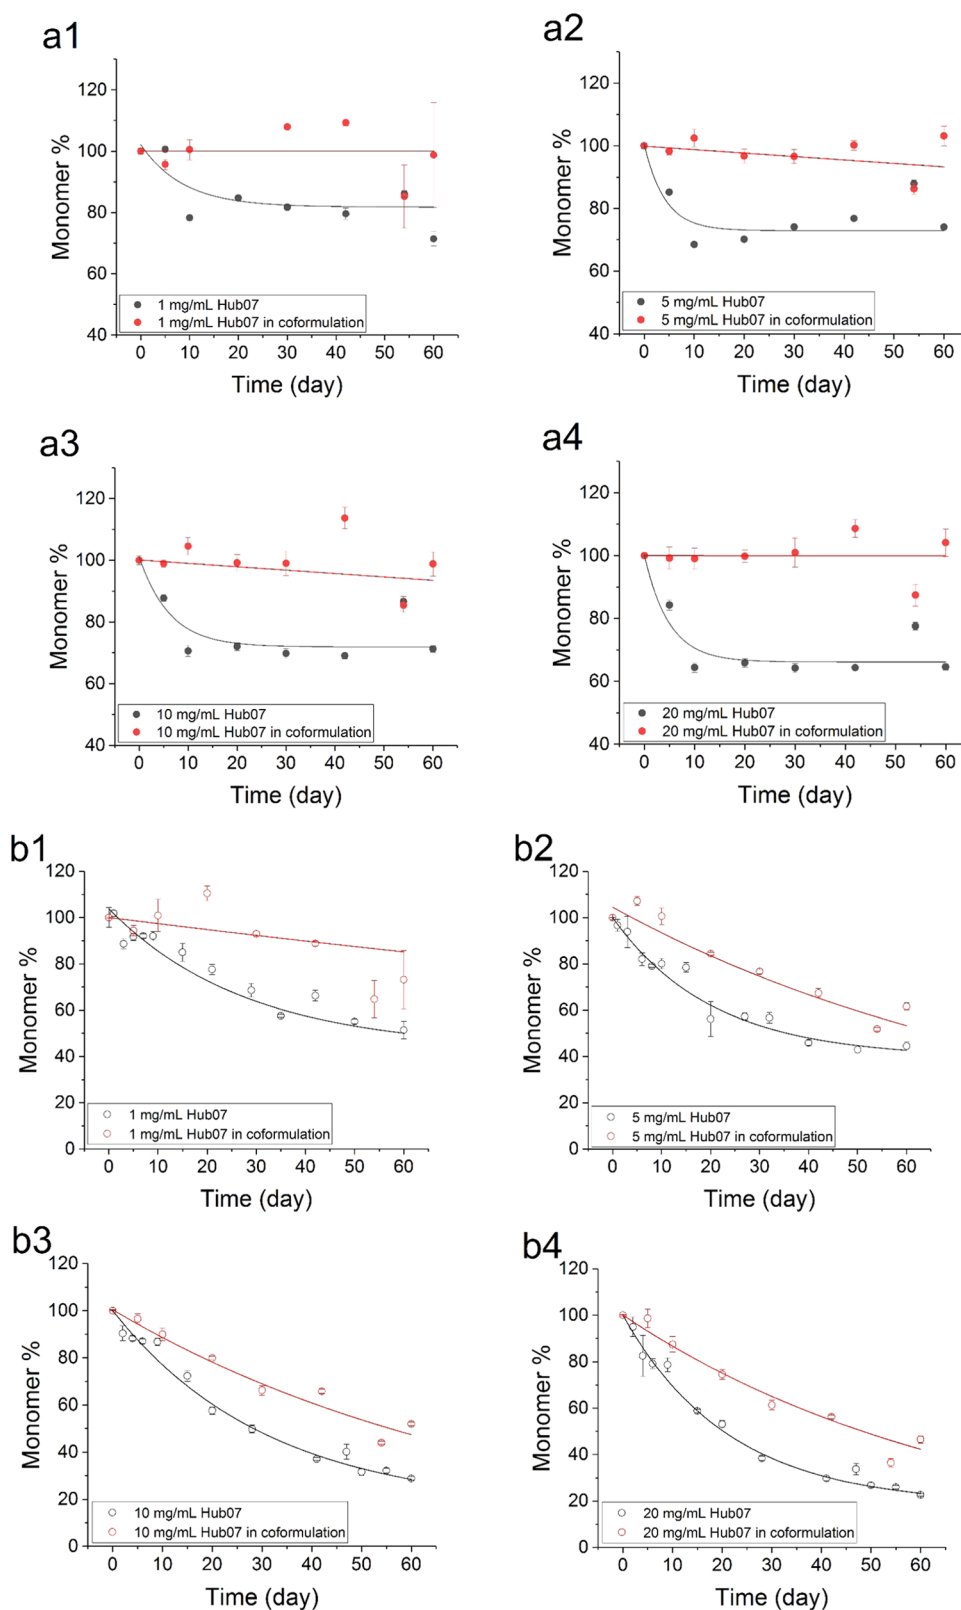 a1
120
100
80
60
40
Monomer %
1 mg/mL Hub07
1 mg/mL Hub07 in coformulation
0 10 20 30 40 50 60
Time (day)
a2
120
100
80
60
40
Monomer %
5 mg/mL Hub07
5 mg/mL Hub07 in coformulation
0 10 20 30 40 50 60
Time (day)
a3
120
100
80
60
40
Monomer %
10 mg/mL Hub07
10 mg/mL Hub07 in coformulation
0 10 20 30 40 50 60
Time (day)
a4
120
100
80
60
40
Monomer %
20 mg/mL Hub07
20 mg/mL Hub07 in coformulation
0 10 20 30 40 50 60
Time (day)
b1
120
100
80
60
40
20
0
Monomer %
1 mg/mL Hub07
1 mg/mL Hub07 in coformulation
0 10 20 30 40 50 60
Time (day)
b2
120
100
80
60
40
20
0
Monomer %
5 mg/mL Hub07
5 mg/mL Hub07 in coformulation
0 10 20 30 40 50 60
Time (day)
b3
120
100
80
60
40
20
0
Monomer %
10 mg/mL Hub07
10 mg/mL Hub07 in coformulation
0 10 20 30 40 50 60
Time (day)
b4
120
100
80
60
40
20
0
Monomer %
20 mg/mL Hub07
20 mg/mL Hub07 in coformulation
0 10 20 30 40 50 60
Time (day)